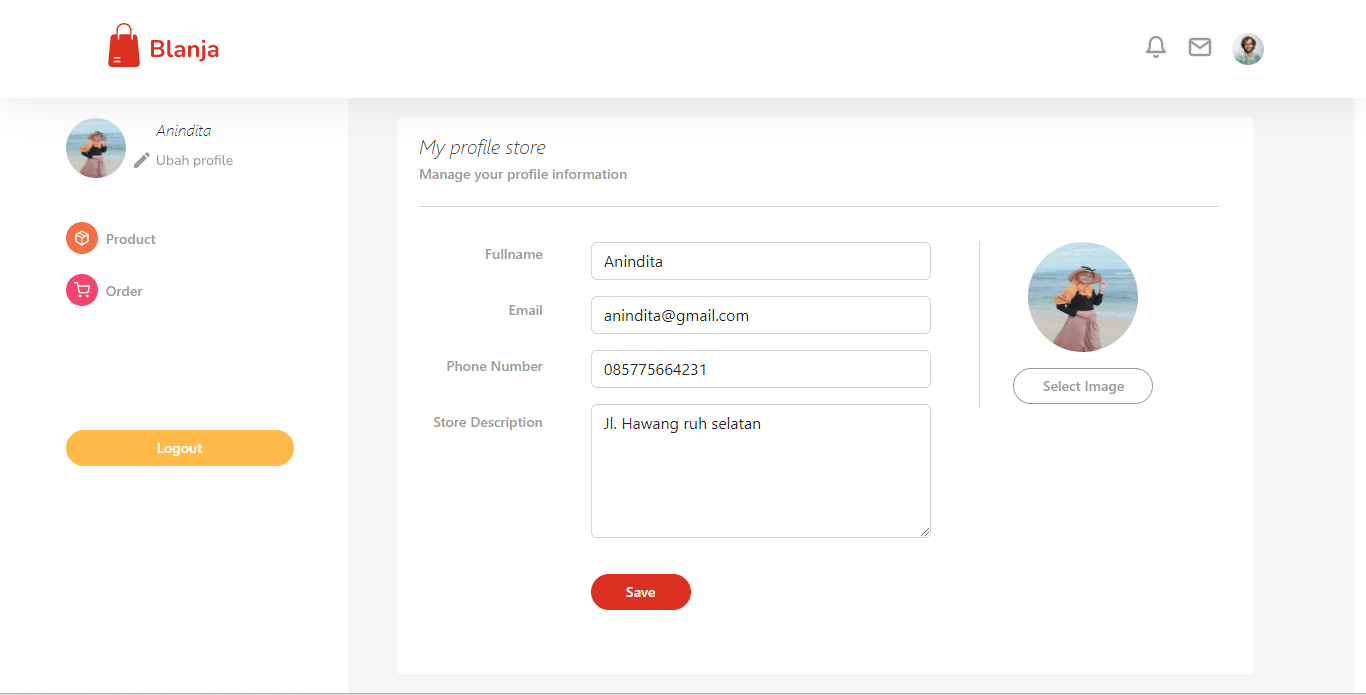 Blanja
Anindita
Ubah profile
Product
Order
Logout
My profile store
Manage your profile information
Fullname
Anindita
Email
anindita@gmail.com
Phone Number
085775664231
Store Description
Jl. Hawang ruh selatan
Select Image
Save